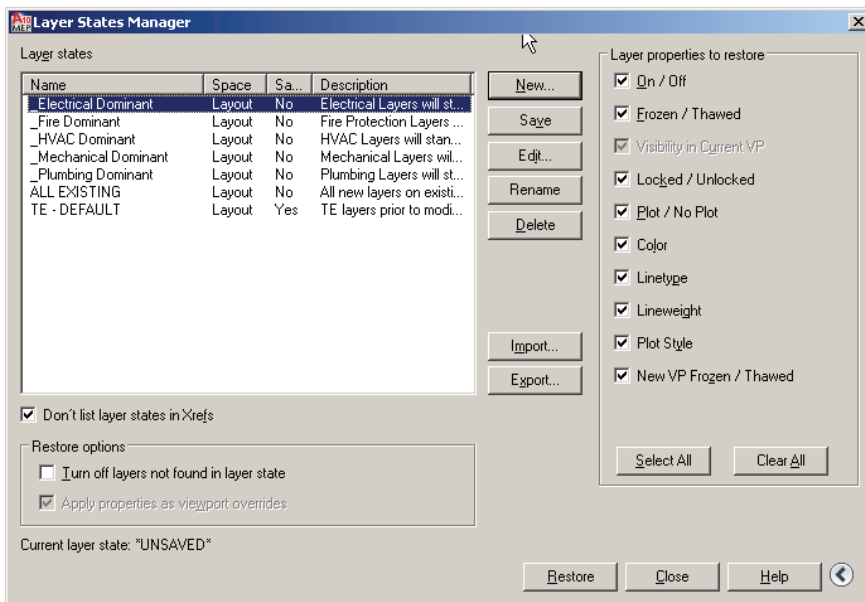 A10 MEP Layer States Manager
Layer states
Name Space Sa... Description
_Electrical Dominant Layout No Electrical Layers will st...
_Fire Dominant Layout No Fire Protection Layers ...
_HVAC Dominant Layout No HVAC Layers will stan...
_Mechanical Dominant Layout No Mechanical Layers wil...
_Plumbing Dominant Layout No Plumbing Layers will st...
ALL EXISTING Layout No All new layers on existi...
TE - DEFAULT Layout Yes TE layers prior to modi...
New...
Save
Edit...
Rename
Delete
Import...
Export...
Layer properties to restore
On / Off
Frozen / Thawed
Visibility in Current VP
Locked / Unlocked
Plot / No Plot
Color
Linetype
Lineweight
Plot Style
New VP Frozen / Thawed
Select All Clear All
Don't list layer states in Xrefs
Restore options
Turn off layers not found in layer state
Apply properties as viewport overrides
Current layer state: *UNSAVED*
Restore Close Help